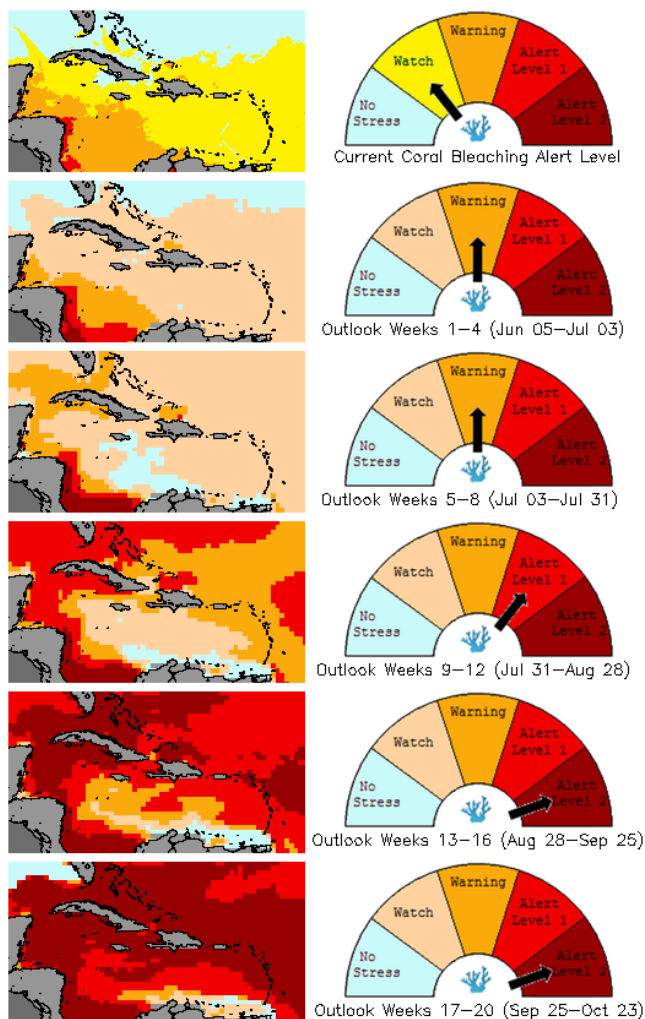 Warning
Watch
Alert
Level 1
No
Stress
Alert
Level 2
Current Coral Bleaching Alert Level
Warning
Watch
Alert
Level 1
No
Stress
Alert
Level 2
Outlook Weeks 1-4 (Jun 05-Jul 03)
Warning
Watch
Alert
Level 1
No
Stress
Alert
Level 2
Outlook Weeks 5-8 (Jul 03-Jul 31)
Warning
Watch
Alert
Level 1
No
Stress
Alert
Level 2
Outlook Weeks 9-12 (Jul 31-Aug 28)
Warning
Watch
Alert
Level 1
No
Stress
Alert
Level 2
Outlook Weeks 13-16 (Aug 28-Sep 25)
Warning
Watch
Alert
Level 1
No
Stress
Alert
Level 2
Outlook Weeks 17-20 (Sep 25-Oct 23)